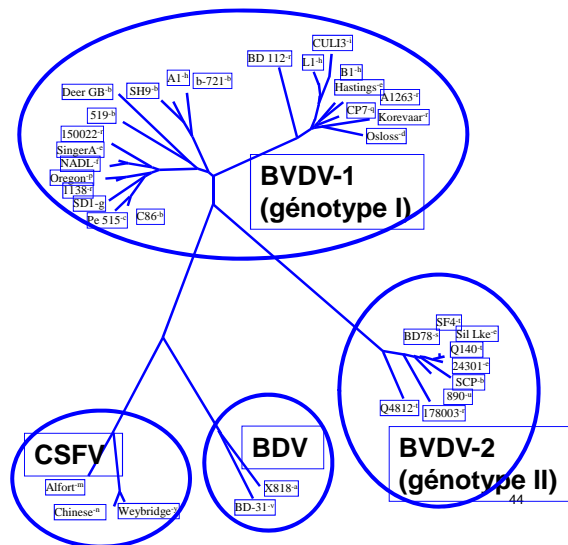 CULI3-i
BD 112-r
L1-h
A1-h
b-721-b
B1-h
SH9-b
Deer GB-b
Hastings-e
A1263-r
CP7-q
Korevaar-r
519-b
Osloss-d
150022-f
SingerA-e
NADL-f
Oregon-p
1138-r
SD1-g
Pe 515-c
C86-b
BVDV-1
(génotype I)
SF4-t
BD78-s
Sil Lke-e
Q140-t
24301-e
SCP-b
890-u
Q4812-t
178003-r
BVDV-2
(génotype II)
44
CSFV
Alfort-m
Chinese-n
Weybridge-v
BDV
X818-a
BD-31-v